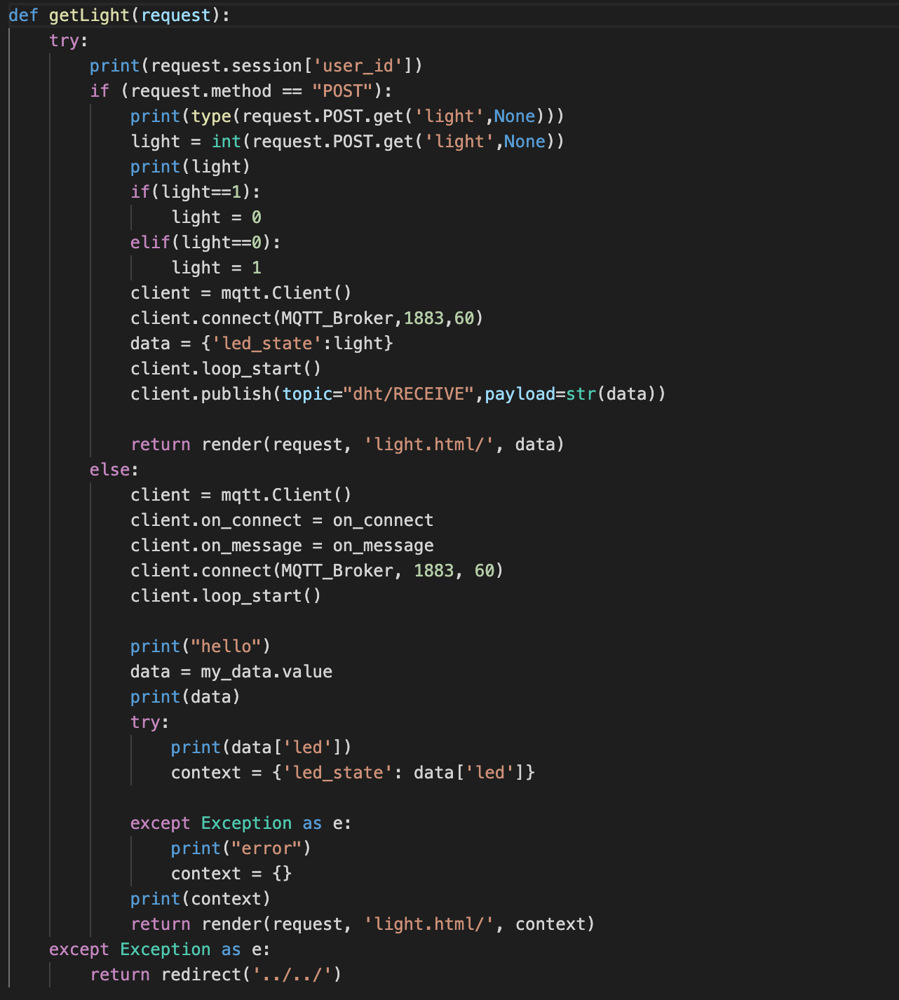 def getLight(request):
    try:
        print(request.session['user_id'])
        if (request.method == "POST"):
            print(type(request.POST.get('light',None)))
            light = int(request.POST.get('light',None))
            print(light)
            if(light==1):
                light = 0
            elif(light==0):
                light = 1
            client = mqtt.Client()
            client.connect(MQTT_Broker,1883,60)
            data = {'led_state':light}
            client.loop_start()
            client.publish(topic="dht/RECEIVE",payload=str(data))

            return render(request, 'light.html/', data)
        else:
            client = mqtt.Client()
            client.on_connect = on_connect
            client.on_message = on_message
            client.connect(MQTT_Broker, 1883, 60)
            client.loop_start()

            print("hello")
            data = my_data.value
            print(data)
            try:
                print(data['led'])
                context = {'led_state': data['led']}

            except Exception as e:
                print("error")
                context = {}
            print(context)
            return render(request, 'light.html/', context)
    except Exception as e:
        return redirect('../../')